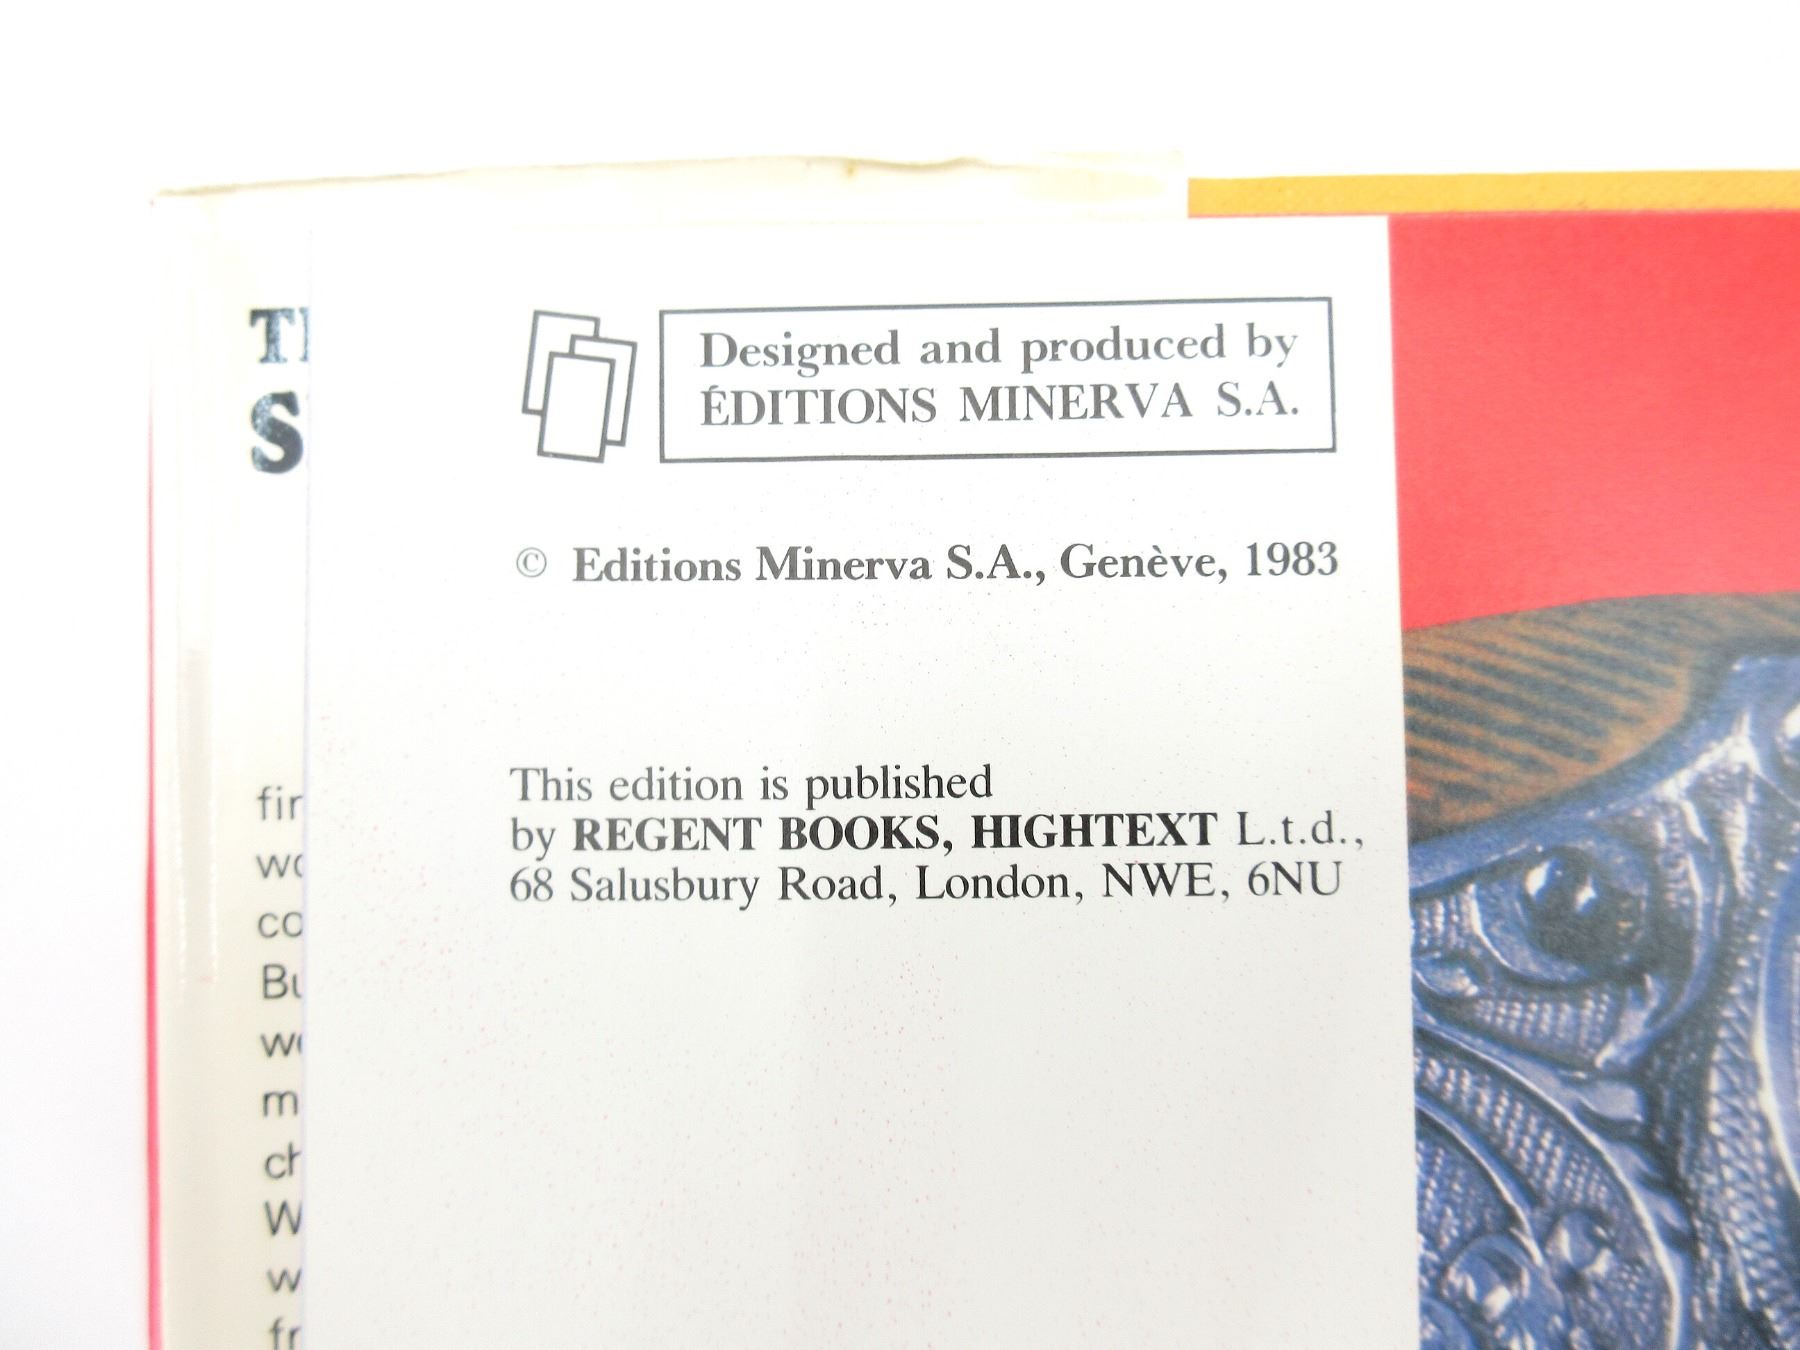 Designed and produced by
ÉDITIONS MINERVA S.A.
© Editions Minerva S.A., Genève, 1983
This edition is published
by REGENT BOOKS, HIGHTEXT L.t.d.,
68 Salusbury Road, London, NWE, 6NU